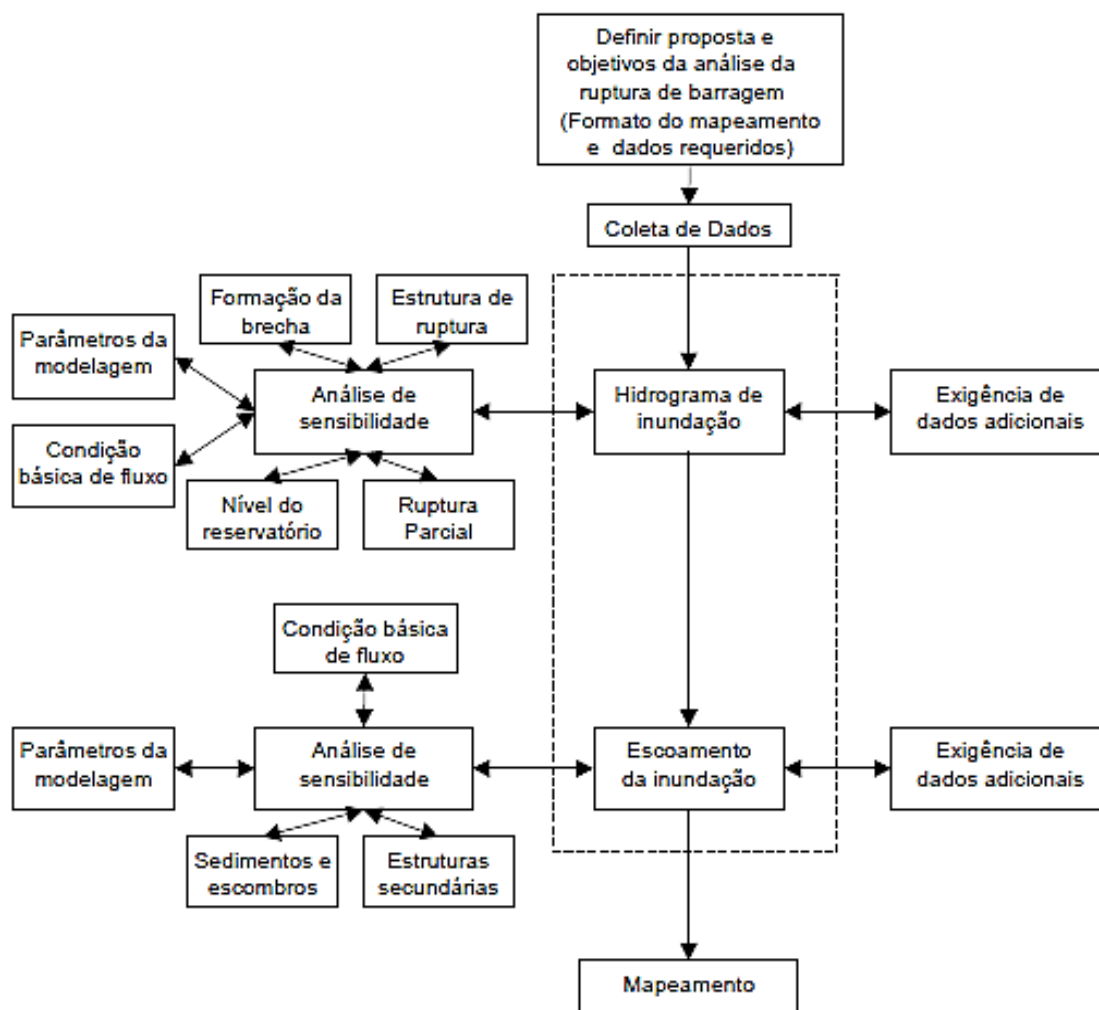 Definir proposta e
objetivos da análise da
ruptura de barragem
(Formato do mapeamento
e dados requeridos)
Coleta de Dados
Formação da
brecha
Estrutura de
ruptura
Parâmetros da
modelagem
Análise de
sensibilidade
Hidrograma de
inundação
Exigência de
dados adicionais
Condição
básica de fluxo
Nível do
reservatório
Ruptura
Parcial
Condição básica
de fluxo
Parâmetros da
modelagem
Análise de
sensibilidade
Escoamento
da inundação
Exigência de
dados adicionais
Sedimentos e
escombros
Estruturas
secundárias
Mapeamento